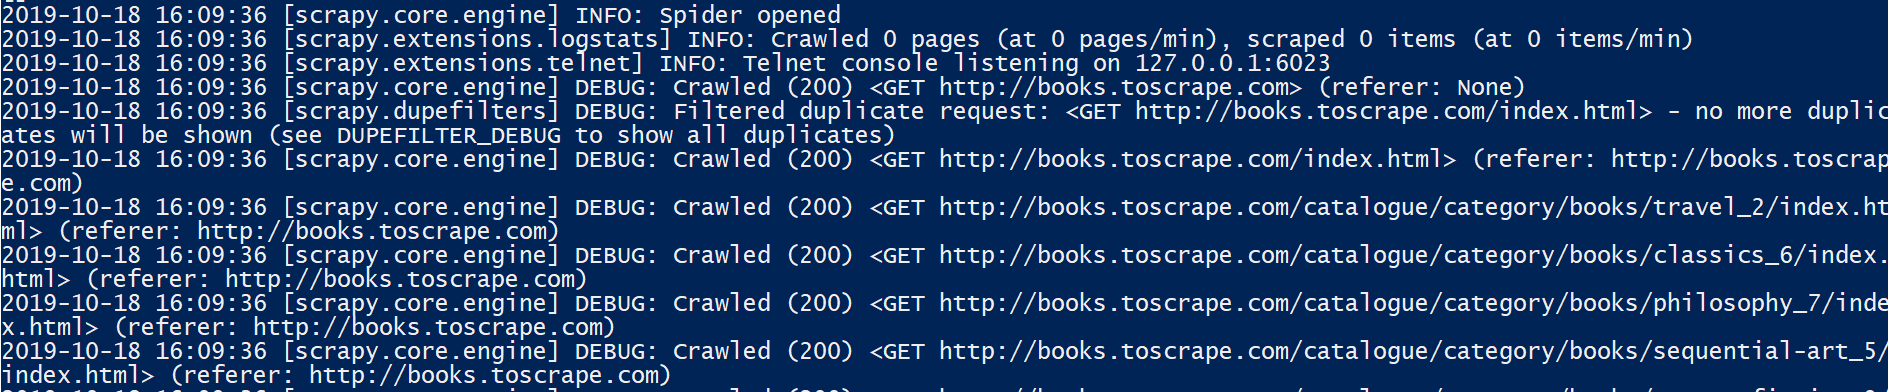 2019-10-18 16:09:36 [scrapy.core.engine] INFO: Spider opened
2019-10-18 16:09:36 [scrapy.extensions.logstats] INFO: Crawled 0 pages (at 0 pages/min), scraped 0 items (at 0 items/min)
2019-10-18 16:09:36 [scrapy.extensions.telnet] INFO: Telnet console listening on 127.0.0.1:6023
2019-10-18 16:09:36 [scrapy.core.engine] DEBUG: Crawled (200) <GET http://books.toscrape.com> (referer: None)
2019-10-18 16:09:36 [scrapy.dupefilters] DEBUG: Filtered duplicate request: <GET http://books.toscrape.com/index.html> - no more duplic
ates will be shown (see DUPEFILTER_DEBUG to show all duplicates)
2019-10-18 16:09:36 [scrapy.core.engine] DEBUG: Crawled (200) <GET http://books.toscrape.com/index.html> (referer: http://books.toscrap
e.com)
2019-10-18 16:09:36 [scrapy.core.engine] DEBUG: Crawled (200) <GET http://books.toscrape.com/catalogue/category/books/travel_2/index.ht
ml> (referer: http://books.toscrape.com)
2019-10-18 16:09:36 [scrapy.core.engine] DEBUG: Crawled (200) <GET http://books.toscrape.com/catalogue/category/books/classics_6/index.
html> (referer: http://books.toscrape.com)
2019-10-18 16:09:36 [scrapy.core.engine] DEBUG: Crawled (200) <GET http://books.toscrape.com/catalogue/category/books/philosophy_7/inde
x.html> (referer: http://books.toscrape.com)
2019-10-18 16:09:36 [scrapy.core.engine] DEBUG: Crawled (200) <GET http://books.toscrape.com/catalogue/category/books/sequential-art_5/
index.html> (referer: http://books.toscrape.com)